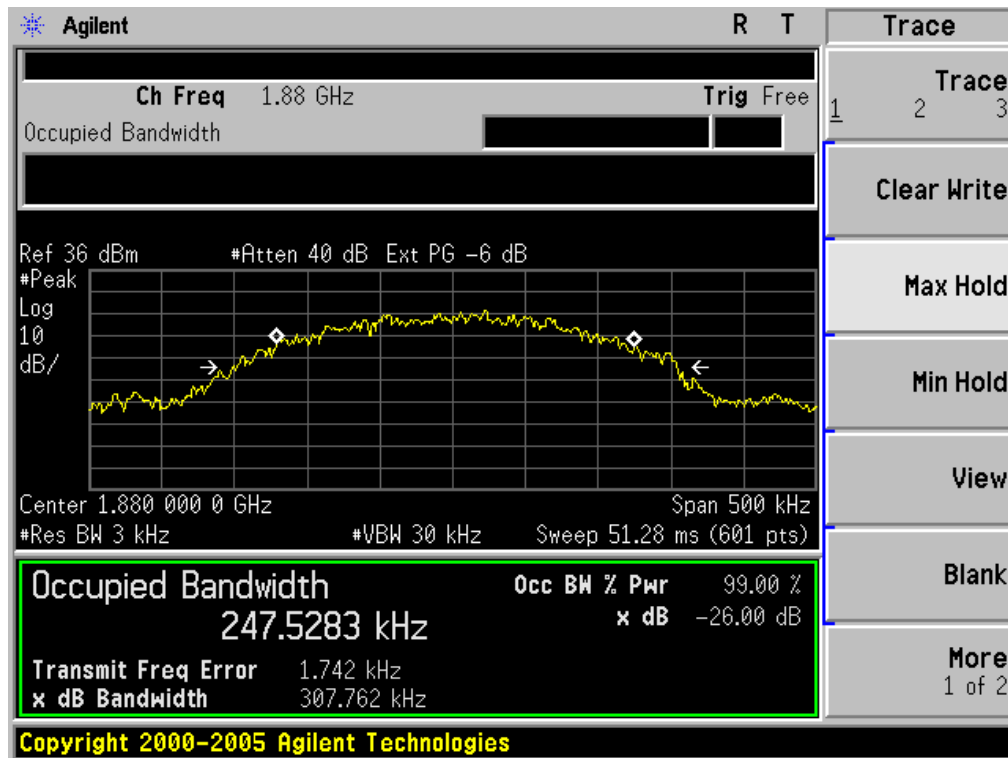 Agilent R T
Ch Freq 1.88 GHz Trig Free
Occupied Bandwidth
Ref 36 dBm #Atten 40 dB Ext PG -6 dB
#Peak
Log
10
dB/
Center 1.880 000 0 GHz Span 500 kHz
#Res BW 3 kHz #VBW 30 kHz Sweep 51.28 ms (601 pts)
Occupied Bandwidth Occ BW % Pwr 99.00 %
247.5283 kHz x dB -26.00 dB
Transmit Freq Error 1.742 kHz
x dB Bandwidth 307.762 kHz
Copyright 2000-2005 Agilent Technologies
Trace
Trace
1 2 3
Clear Write
Max Hold
Min Hold
View
Blank
More
1 of 2